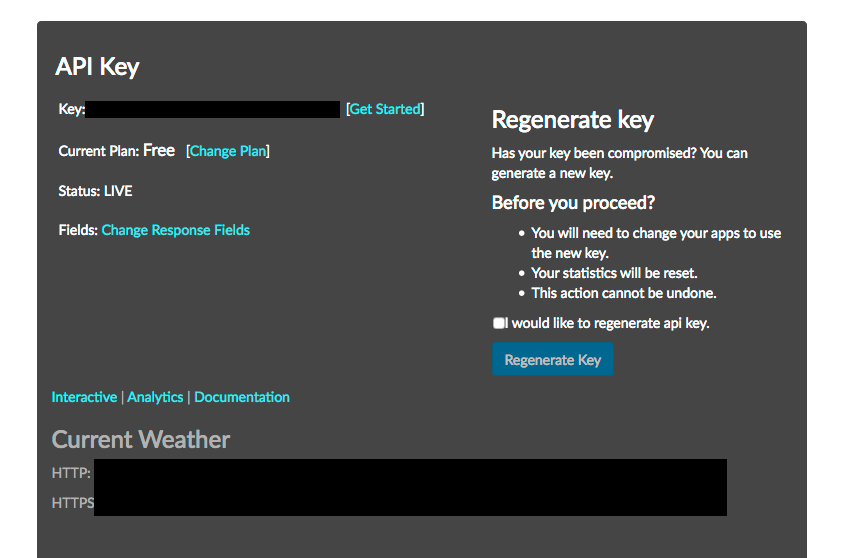 API Key
Key: [Get Started]
Current Plan: Free [Change Plan]
Status: LIVE
Fields: Change Response Fields
Regenerate key
Has your key been compromised? You can
generate a new key.
Before you proceed?
• You will need to change your apps to use
the new key.
• Your statistics will be reset.
• This action cannot be undone.
I would like to regenerate api key.
Regenerate Key
Interactive | Analytics | Documentation
Current Weather
HTTP:
HTTPS